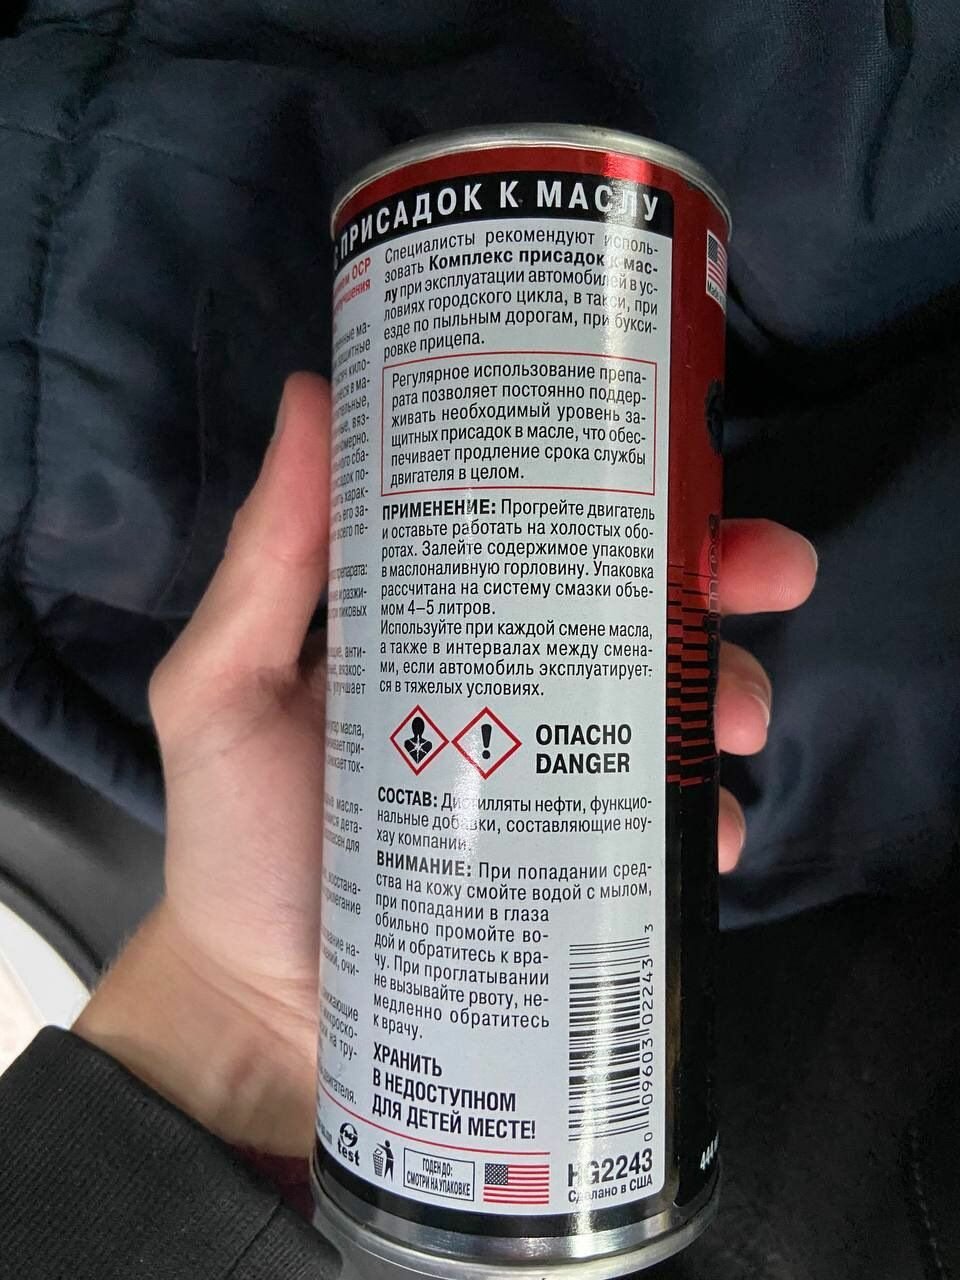 ПРИСАДОК К МАСЛУ
Специалисты рекомендуют исполь-
зовать Комплекс присадок к мас-
лу при эксплуатации автомобилей в ус-
ловиях городского цикла, в такси, при
езде по пыльным дорогам, при букси-
ровке прицепа.
Регулярное использование препа-
рата позволяет постоянно поддер-
живать необходимый уровень за-
щитных присадок в масле, что обес-
печивает продление срока службы
двигателя в целом.
ПРИМЕНЕНИЕ: Прогрейте двигатель
и оставьте работать на холостых обо-
ротах. Залейте содержимое упаковки
в маслоналивную горловину. Упаковка
рассчитана на систему смазки объе-
мом 4–5 литров.
Используйте при каждой смене масла,
а также в интервалах между смена-
ми, если автомобиль эксплуатирует-
ся в тяжелых условиях.
ОПАСНО
DANGER
СОСТАВ: Дистилляты нефти, функцио-
нальные добавки, составляющие ноу-
хау компании.
ВНИМАНИЕ: При попадании сред-
ства на кожу смойте водой с мылом,
при попадании в глаза
обильно промойте во-
дой и обратитесь к вра-
чу. При проглатывании
не вызывайте рвоту, не-
медленно обратитесь
к врачу.
ХРАНИТЬ
В НЕДОСТУПНОМ
ДЛЯ ДЕТЕЙ МЕСТЕ!
test
ГОДЕН ДО:
СМОТРИ НА УПАКОВКЕ
0 09603 02243 3
HG2243
Сделано в США